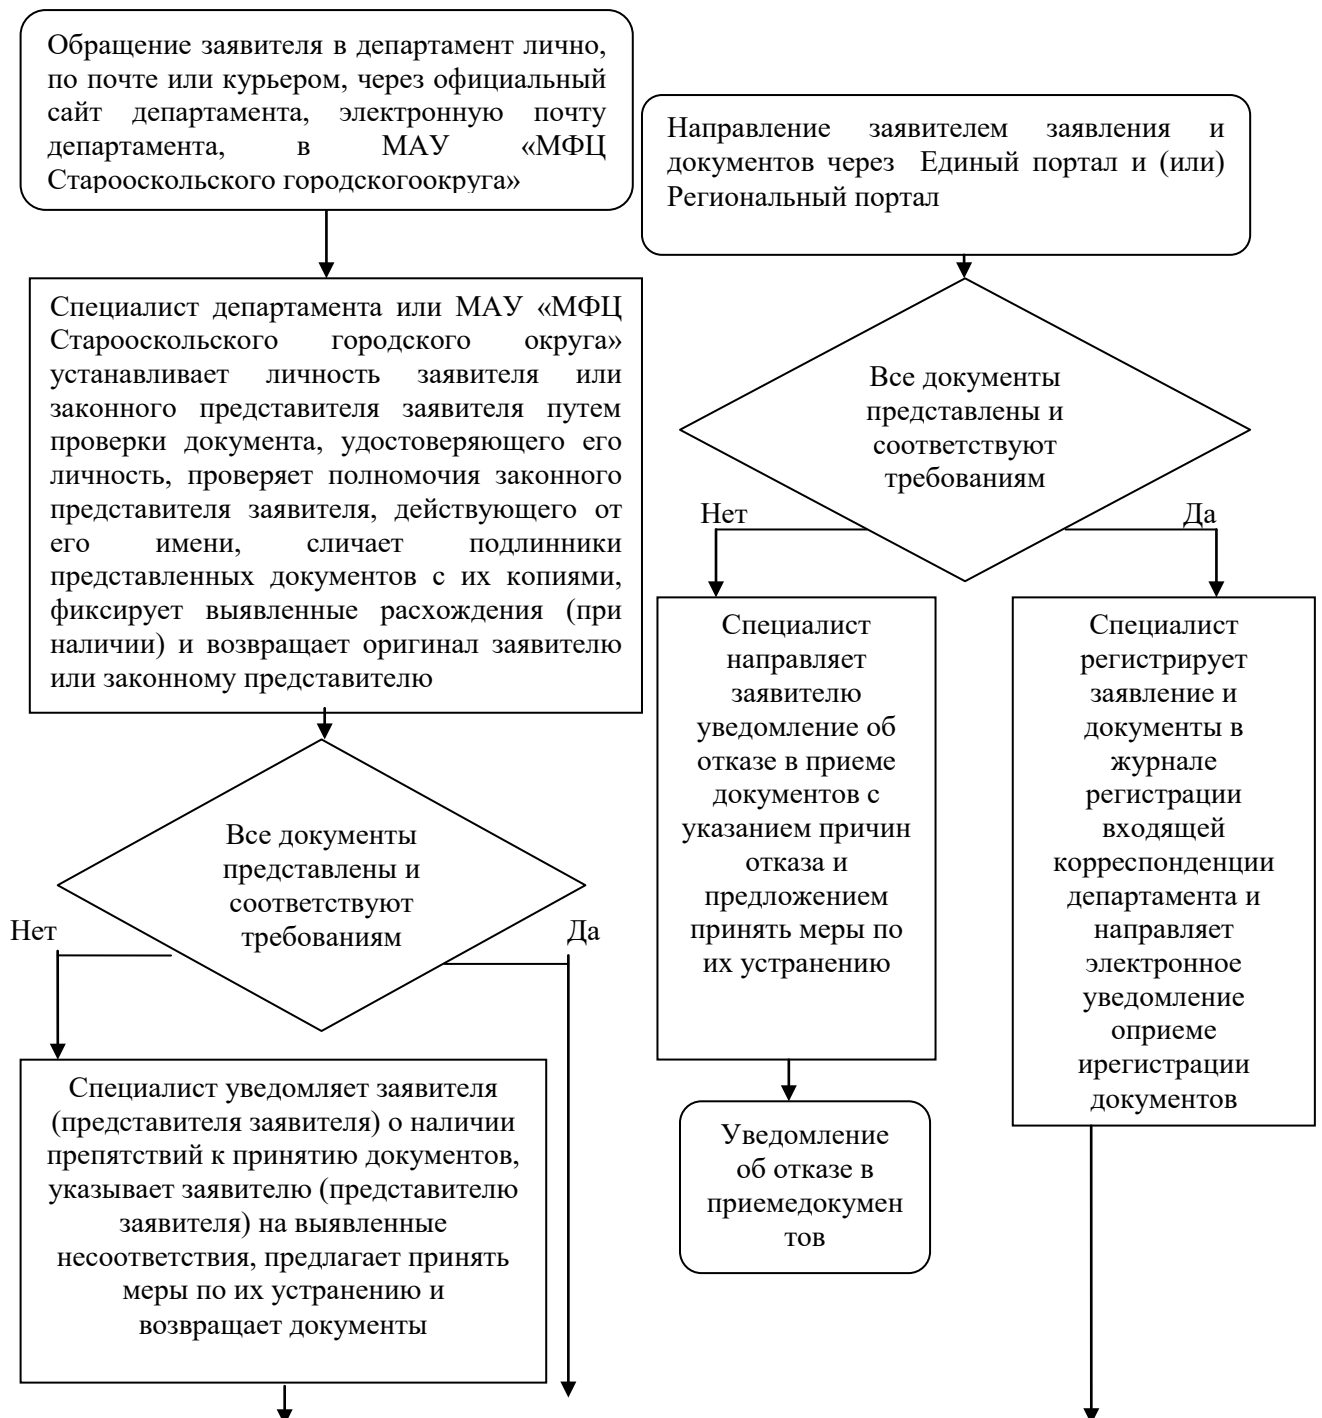 Обращение заявителя в департамент лично,
по почте или курьером, через официальный
сайт департамента, электронную почту
департамента, в МАУ «МФЦ
Старооскольского городскогоокруга»
Направление заявителем заявления и
документов через Единый портал и (или)
Региональный портал
Специалист департамента или МАУ «МФЦ
Старооскольского городского округа»
устанавливает личность заявителя или
законного представителя заявителя путем
проверки документа, удостоверяющего его
личность, проверяет полномочия законного
представителя заявителя, действующего от
его имени, сличает подлинники
представленных документов с их копиями,
фиксирует выявленные расхождения (при
наличии) и возвращает оригинал заявителю
или законному представителю
Все документы
представлены и
соответствуют
требованиям
Нет
Да
Специалист
направляет
заявителю
уведомление об
отказе в приеме
документов с
указанием причин
отказа и
предложением
принять меры по
их устранению
Специалист
регистрирует
заявление и
документы в
журнале
регистрации
входящей
корреспонденции
департамента и
направляет
электронное
уведомление
оприеме
ирегистрации
документов
Все документы
представлены и
соответствуют
требованиям
Нет
Да
Специалист уведомляет заявителя
(представителя заявителя) о наличии
препятствий к принятию документов,
указывает заявителю (представителю
заявителя) на выявленные
несоответствия, предлагает принять
меры по их устранению и
возвращает документы
Уведомление
об отказе в
приемедокумен
тов